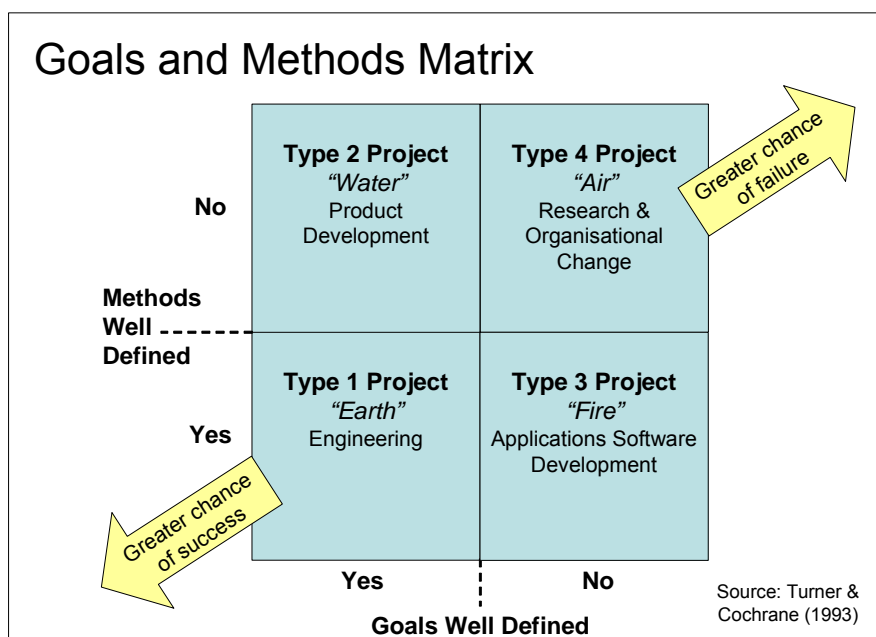 Goals and Methods Matrix
Type 2 Project
“Water”
Product
Development
Type 4 Project
“Air”
Research &
Organisational
Change
Greater chance
of failure
No
Methods
Well
Defined
Type 1 Project
“Earth”
Engineering
Type 3 Project
“Fire”
Applications Software
Development
Yes
Greater chance
of success
Yes
No
Goals Well Defined
Source: Turner &
Cochrane (1993)